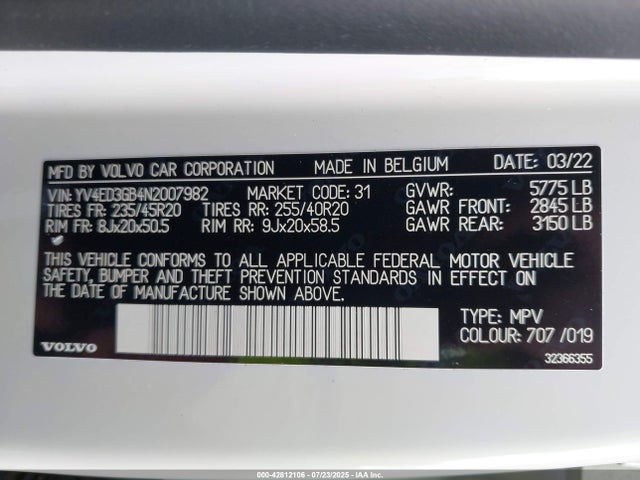 MFD BY VOLVO CAR CORPORATION MADE IN BELGIUM DATE: 03/22
VIN: YV4ED3GB4N2007982 MARKET CODE: 31 GVWR: 5775 LB
TIRES FR: 235/45R20 TIRES RR: 255/40R20 GAWR FRONT: 2845 LB
RIM FR: 8Jx20x50.5 RIM RR: 9Jx20x58.5 GAWR REAR: 3150 LB
THIS VEHICLE CONFORMS TO ALL APPLICABLE FEDERAL MOTOR VEHICLE
SAFETY, BUMPER AND THEFT PREVENTION STANDARDS IN EFFECT ON
THE DATE OF MANUFACTURE SHOWN ABOVE.
TYPE: MPV
COLOUR: 707 /019
VOLVO
32366355
000-42812106 - 07/23/2025 - IAA Inc.